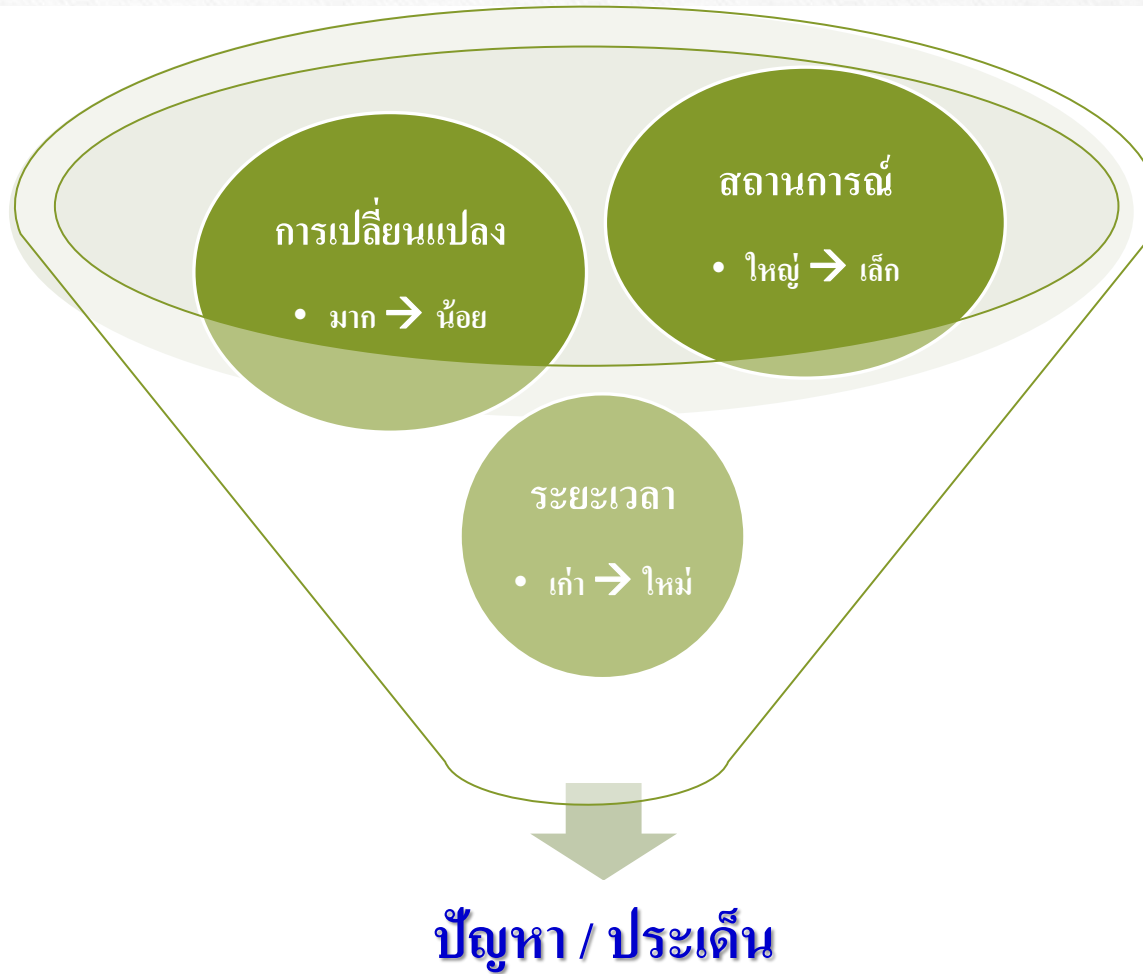 การเปลี่ยนแปลง
• มาก → น้อย
สถานการณ์
• ใหญ่ → เล็ก
ระยะเวลา
• เก่า → ใหม่
ปัญหา / ประเด็น